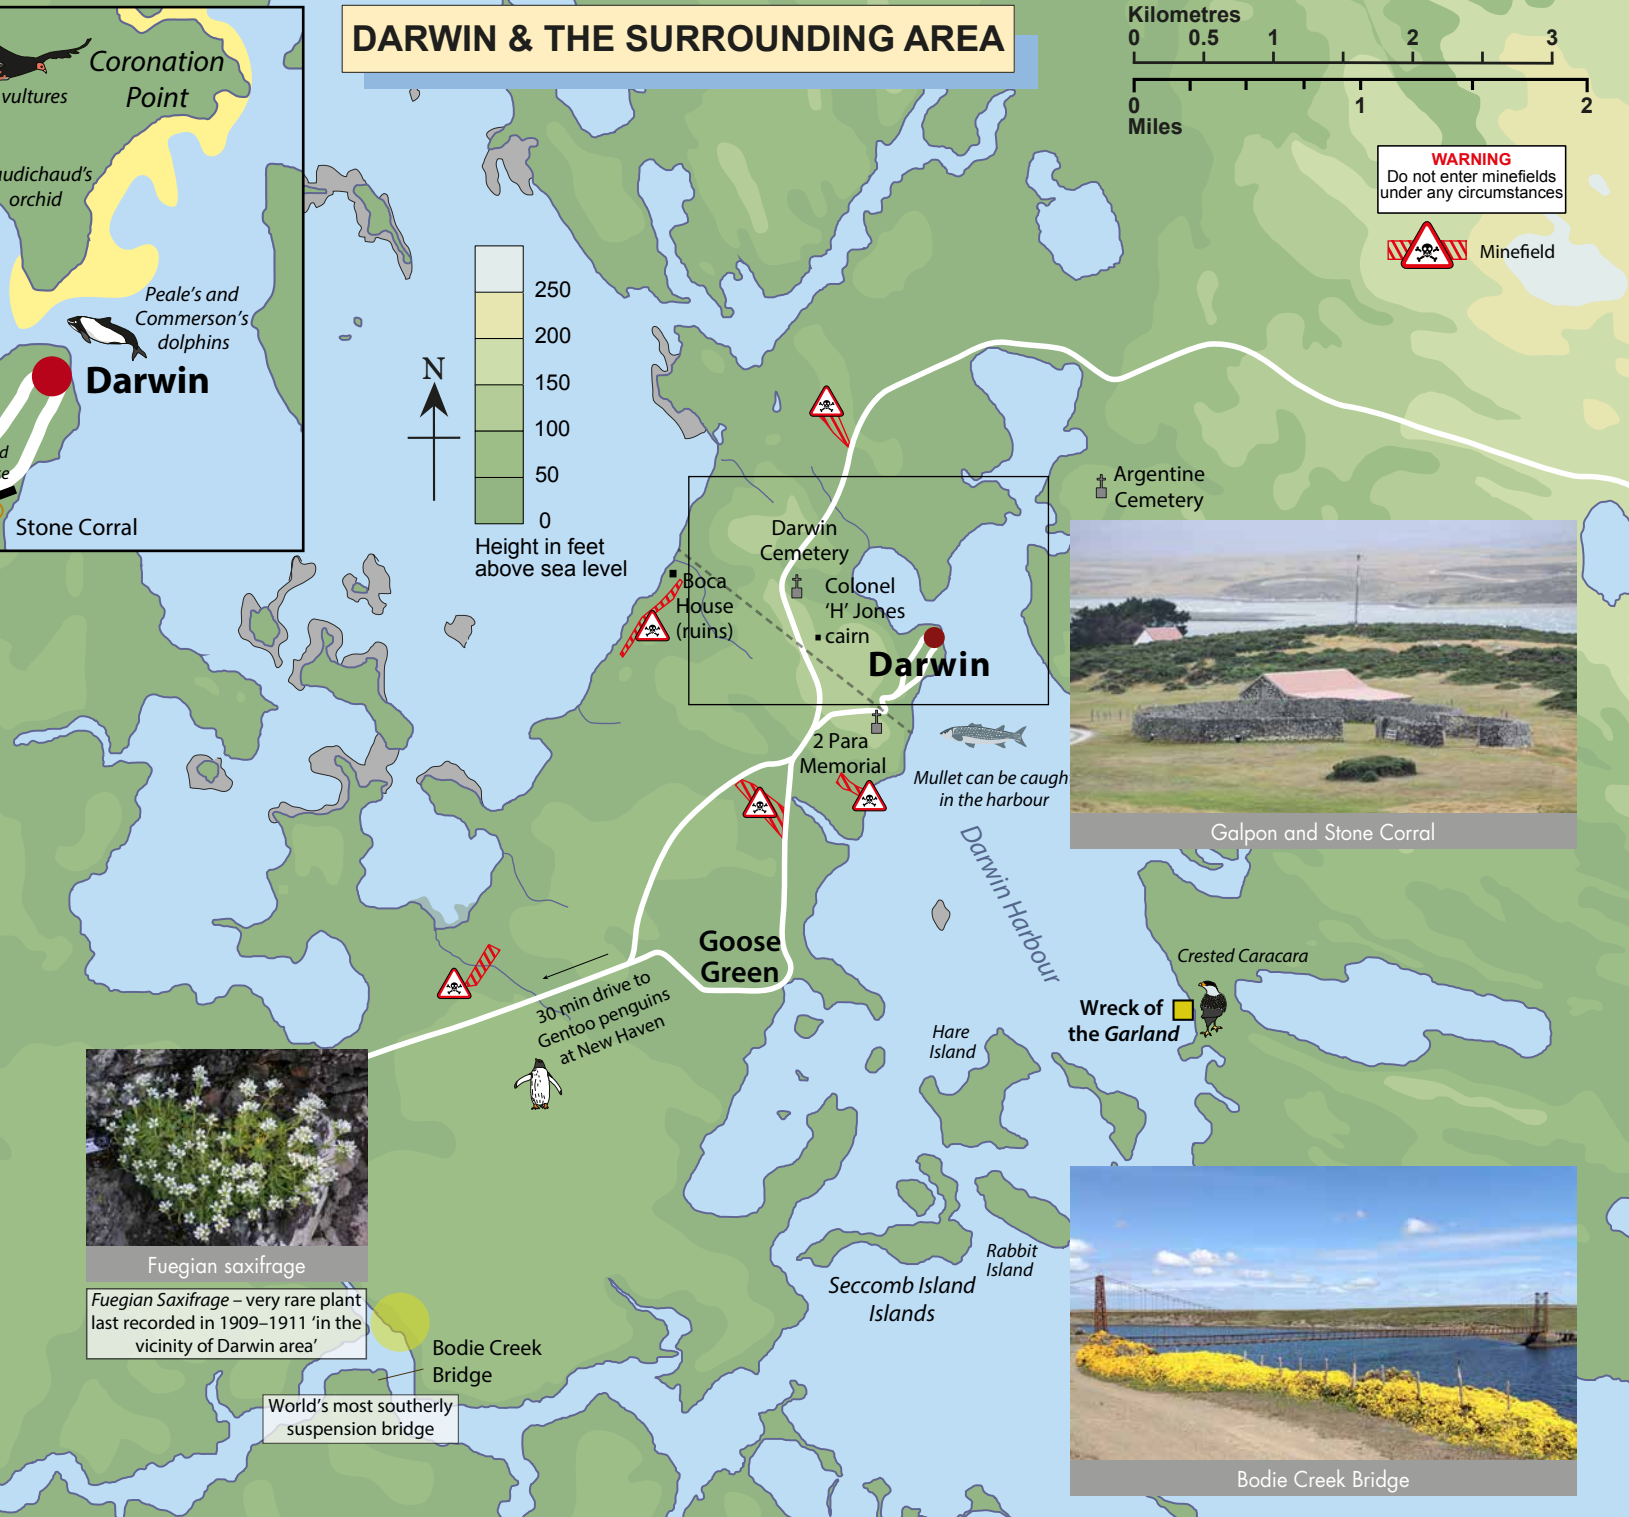 DARWIN & THE SURROUNDING AREA
Kilometres
0 0.5 1 2 3
0 1 2
Miles
WARNING
Do not enter minefields
under any circumstances
Minefield
Coronation
Point
vultures
audichaud's
orchid
Peale's and
Commerson's
dolphins
Darwin
Stone Corral
N
250
200
150
100
50
0
Height in feet
above sea level
Argentine
Cemetery
Darwin
Cemetery
Boca
House
(ruins)
Colonel
'H' Jones
cairn
Darwin
2 Para
Memorial
Mullet can be caugh
in the harbour
Darwin Harbour
Galpon and Stone Corral
Goose
Green
30 min drive to
Gentoo penguins
at New Haven
Crested Caracara
Wreck of
the Garland
Hare
Island
Rabbit
Island
Seccomb Island
Islands
Fuegian saxifrage
Fuegian Saxifrage – very rare plant
last recorded in 1909–1911 'in the
vicinity of Darwin area'
Bodie Creek
Bridge
World's most southerly
suspension bridge
Bodie Creek Bridge